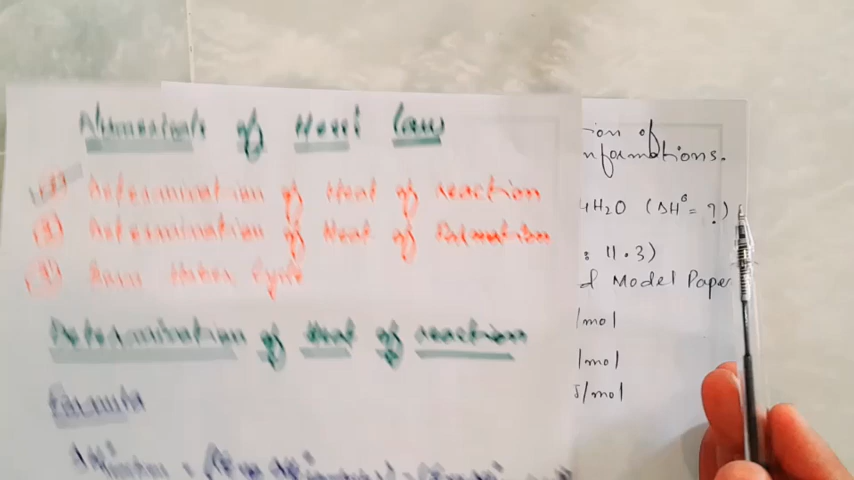 Numericals of Hess' Law
(1) Determination of Heat of reaction
(2) Determination of Heat of Formation
(3) Born Haber Cycle
Determination of Heat of reaction
Formula
ion of
nformations.
4H2O (ΔH° = ?)
: 11.3)
d Model Paper
/mol
/mol
J/mol